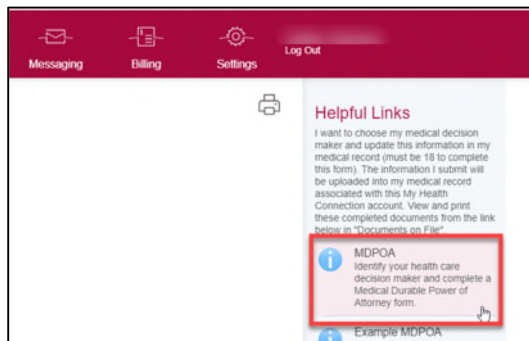 Messaging Billing Settings Log Out
Helpful Links
I want to choose my medical decision
maker and update this information in my
medical record (must be 18 to complete
this form). The information I submit will
be uploaded into my medical record
associated with this My Health
Connection account. View and print
these completed documents from the link
below in "Documents on File".
MDPOA
Identify your health care
decision maker and complete a
Medical Durable Power of
Attorney form.
Example MDPOA